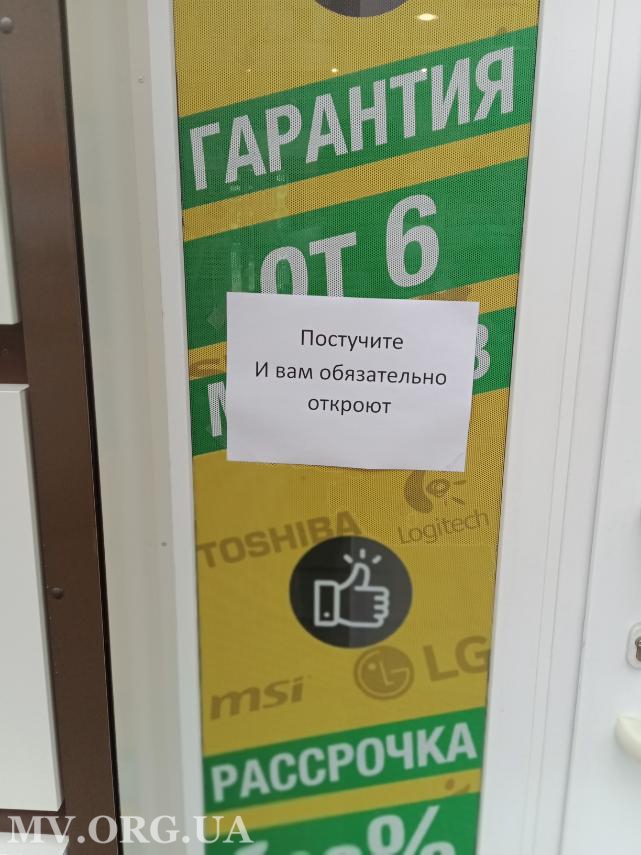 ГАРАНТИЯ
от 6
Постучите
И вам обязательно
откроют
TOSHIBA
Logitech
msi
LG
РАССРОЧКА
%
MV.ORG.UA